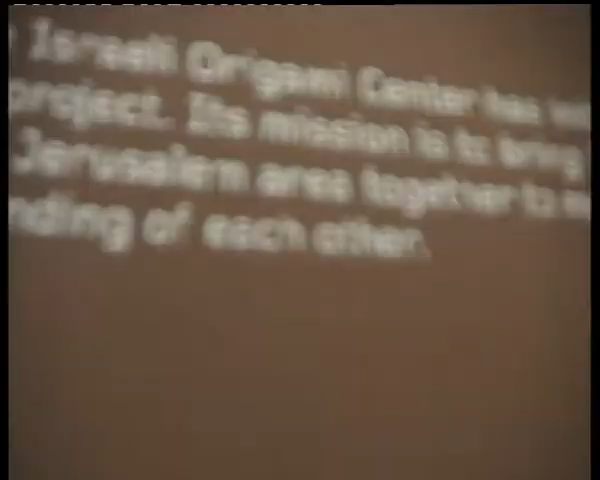 Israeli Origami Center has
project. Its mission is to bring
Jerusalem area together to
nding of each other.